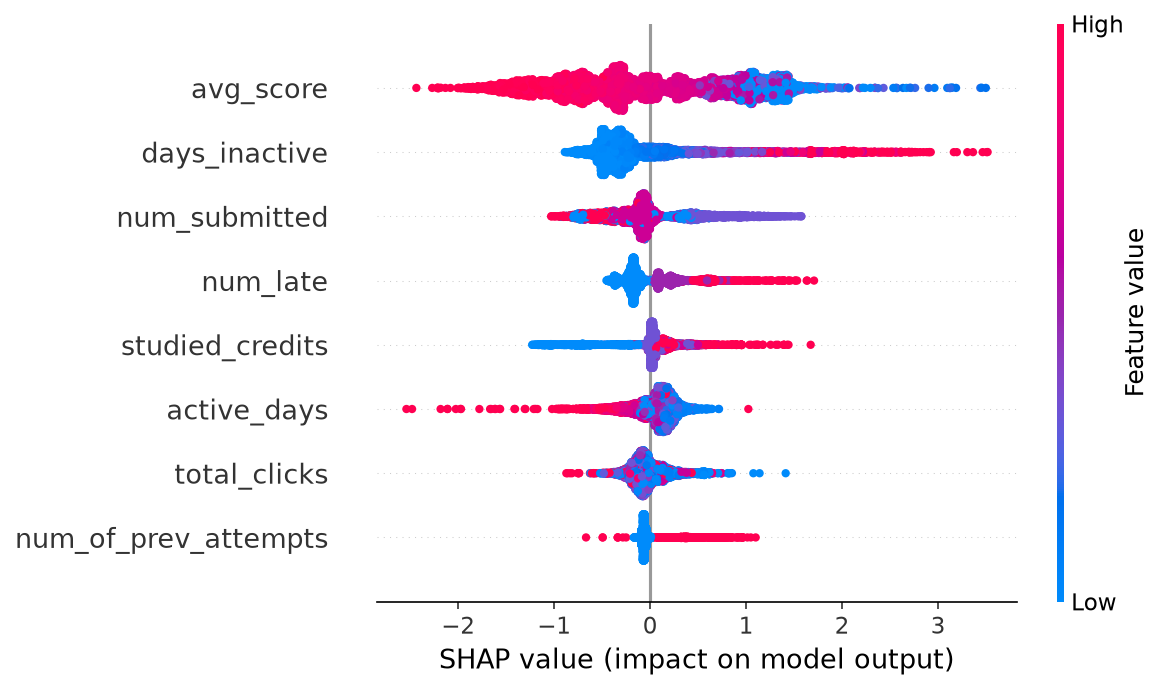 High
avg_score
days_inactive
num_submitted
num_late
studied_credits
active_days
total_clicks
num_of_prev_attempts
Feature value
Low
−2 −1 0 1 2 3
SHAP value (impact on model output)